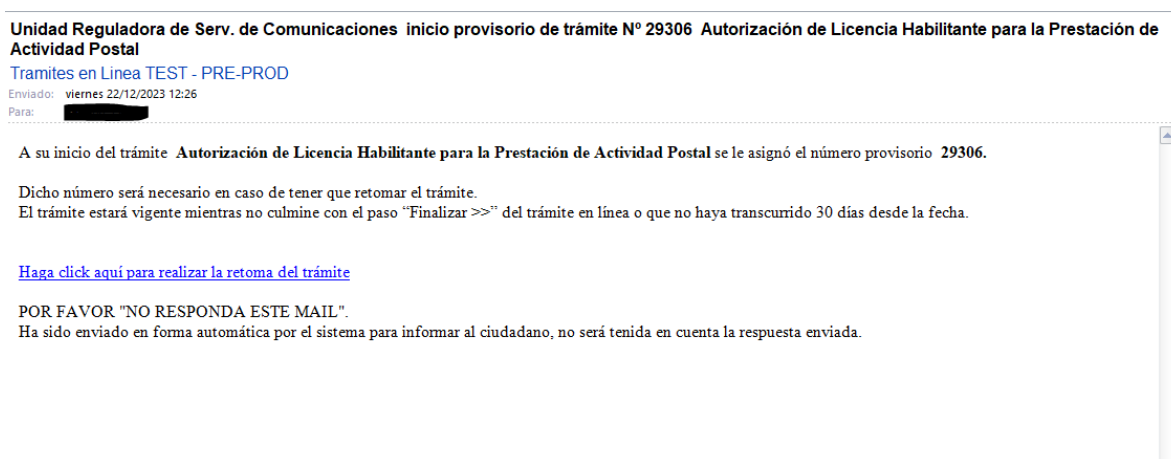 Unidad Reguladora de Serv. de Comunicaciones  inicio provisorio de trámite Nº 29306  Autorización de Licencia Habilitante para la Prestación de
Actividad Postal
Tramites en Linea TEST - PRE-PROD
Enviado: viernes 22/12/2023 12:26
Para:
A su inicio del trámite  Autorización de Licencia Habilitante para la Prestación de Actividad Postal se le asignó el número provisorio  29306.
Dicho número será necesario en caso de tener que retomar el trámite.
El trámite estará vigente mientras no culmine con el paso “Finalizar >>” del trámite en línea o que no haya transcurrido 30 días desde la fecha.
Haga click aquí para realizar la retoma del trámite
POR FAVOR "NO RESPONDA ESTE MAIL".
Ha sido enviado en forma automática por el sistema para informar al ciudadano, no será tenida en cuenta la respuesta enviada.